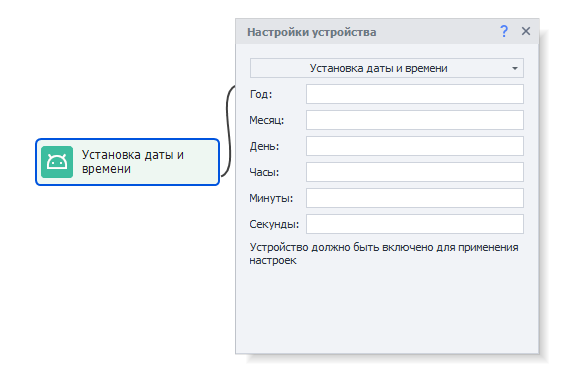 Настройки устройства
?
Установка даты и времени
Год:
Месяц:
День:
Часы:
Минуты:
Секунды:
Устройство должно быть включено для применения
настроек
Установка даты и
времени